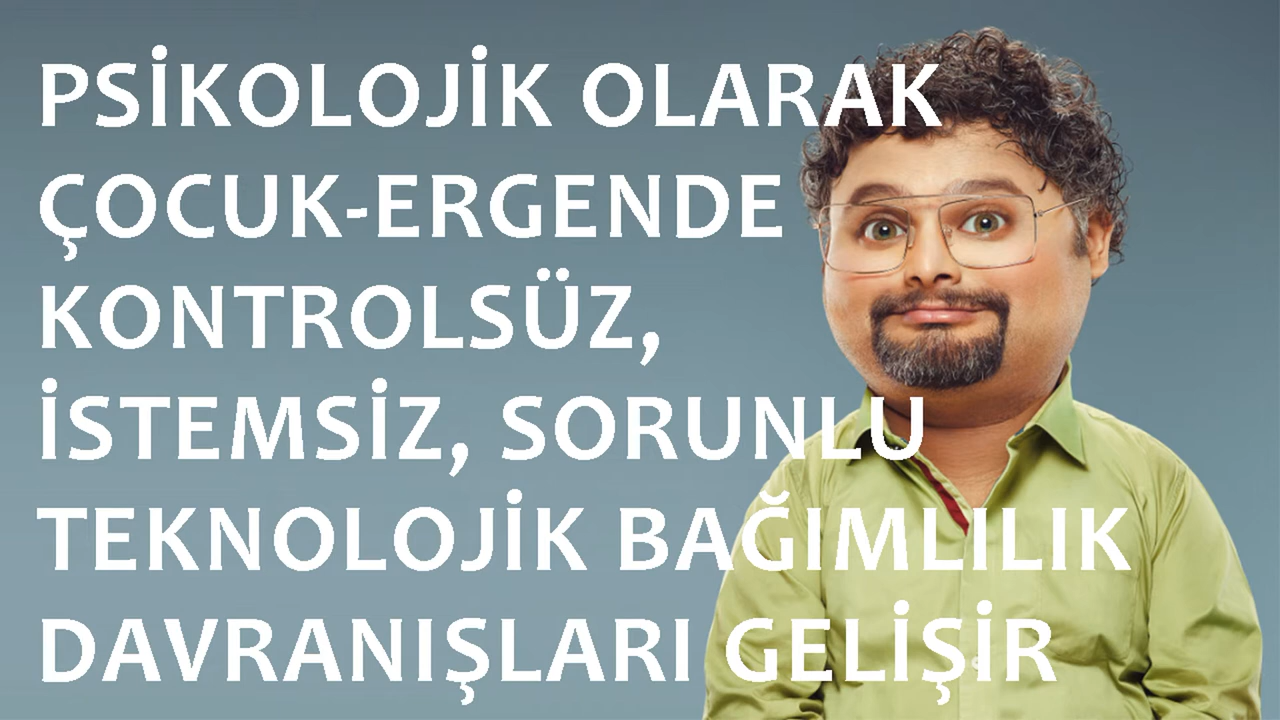 PSİKOLOJİK OLARAK
ÇOCUK-ERGENDE
KONTROLSÜZ,
İSTEMSİZ, SORUNLU
TEKNOLOJİK BAĞIMLILIK
DAVRANIŞLARI GELİŞİR